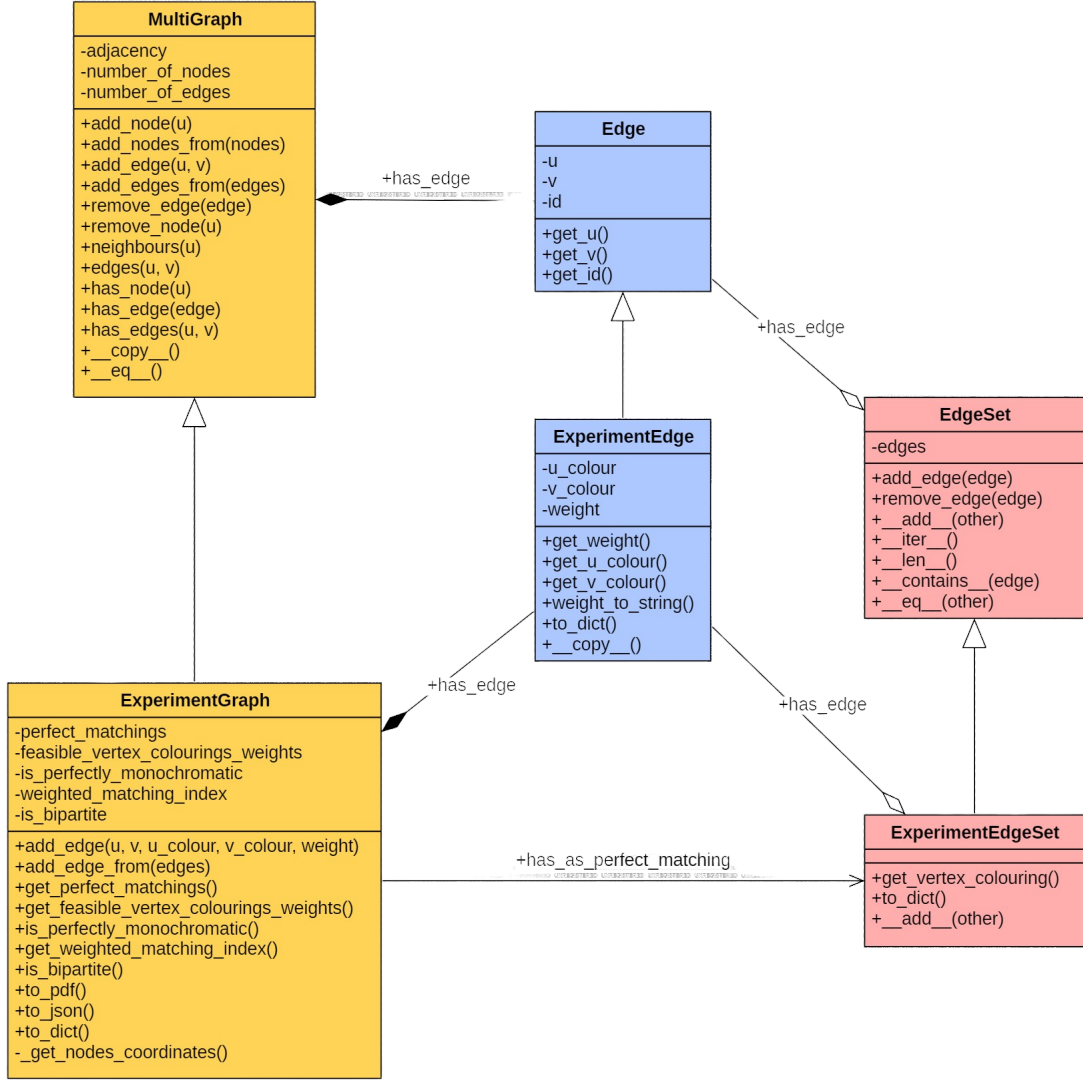 MultiGraph
-adjacency
-number_of_nodes
-number_of_edges
+add_node(u)
+add_nodes_from(nodes)
+add_edge(u, v)
+add_edges_from(edges)
+remove_edge(edge)
+remove_node(u)
+neighbours(u)
+edges(u, v)
+has_node(u)
+has_edge(edge)
+has_edges(u, v)
+__copy__()
+__eq__()
+has_edge
Edge
-u
-v
-id
+get_u()
+get_v()
+get_id()
+has_edge
EdgeSet
-edges
+add_edge(edge)
+remove_edge(edge)
+__add__(other)
+__iter__()
+__len__()
+__contains__(edge)
+__eq__(other)
ExperimentEdge
-u_colour
-v_colour
-weight
+get_weight()
+get_u_colour()
+get_v_colour()
+weight_to_string()
+to_dict()
+__copy__()
+has_edge
+has_edge
ExperimentGraph
-perfect_matchings
-feasible_vertex_colourings_weights
-is_perfectly_monochromatic
-weighted_matching_index
-is_bipartite
+add_edge(u, v, u_colour, v_colour, weight)
+add_edge_from(edges)
+get_perfect_matchings()
+get_feasible_vertex_colourings_weights()
+is_perfectly_monochromatic()
+get_weighted_matching_index()
+is_bipartite()
+to_pdf()
+to_json()
+to_dict()
-_get_nodes_coordinates()
+has_as_perfect_matching
ExperimentEdgeSet
+get_vertex_colouring()
+to_dict()
+__add__(other)